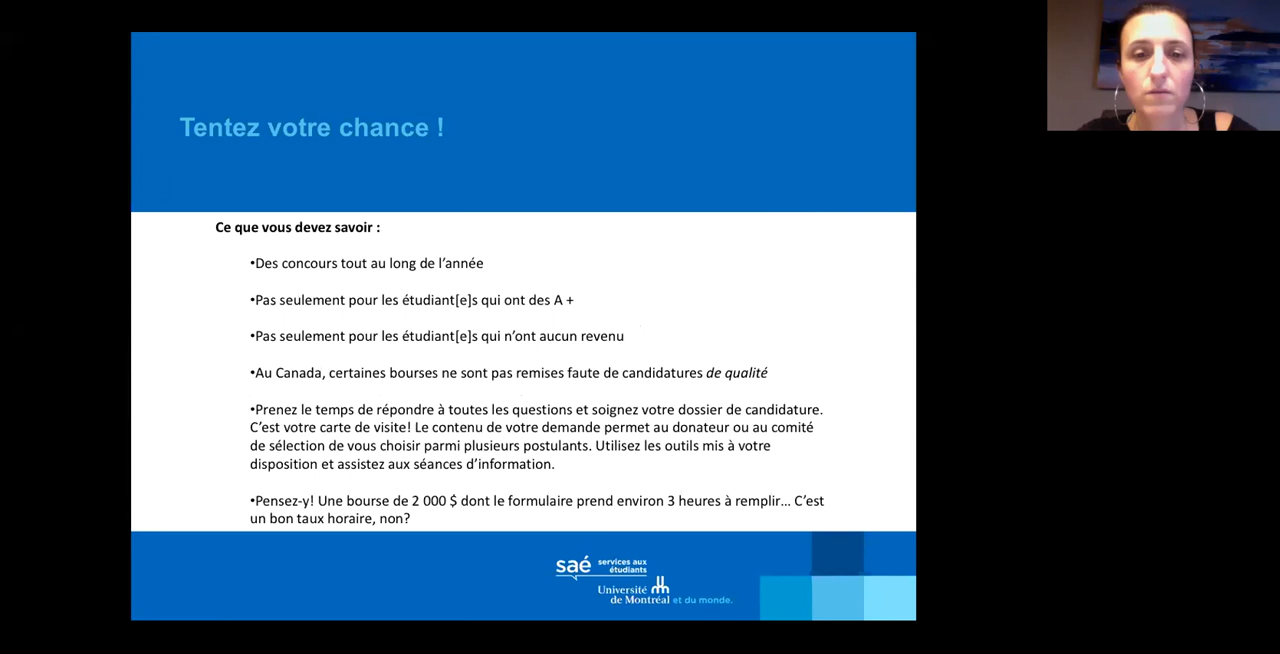 Tentez votre chance !
Ce que vous devez savoir :
•Des concours tout au long de l’année
•Pas seulement pour les étudiant[e]s qui ont des A +
•Pas seulement pour les étudiant[e]s qui n’ont aucun revenu
•Au Canada, certaines bourses ne sont pas remises faute de candidatures de qualité
•Prenez le temps de répondre à toutes les questions et soignez votre dossier de candidature.
C’est votre carte de visite! Le contenu de votre demande permet au donateur ou au comité
de sélection de vous choisir parmi plusieurs postulants. Utilisez les outils mis à votre
disposition et assistez aux séances d’information.
•Pensez-y! Une bourse de 2 000 $ dont le formulaire prend environ 3 heures à remplir… C’est
un bon taux horaire, non?
saé services aux
étudiants
Université
de Montréal et du monde.